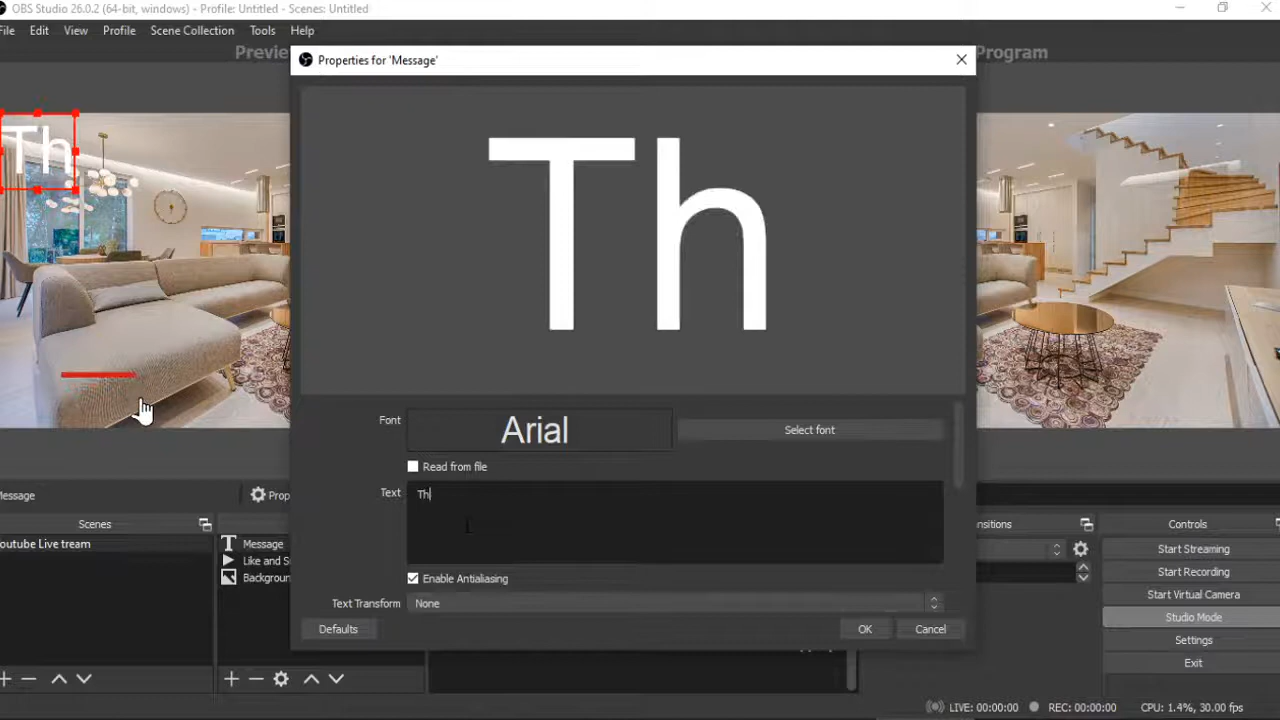 OBS Studio 26.0.2 (64-bit, windows) - Profile: Untitled - Scenes: Untitled
File Edit View Profile Scene Collection Tools Help
Previe
Program
Properties for 'Message'
Th
Th
Font
Arial
Select font
Read from file
Text
Th
Enable Antialiasing
Text Transform
None
Defaults
OK
Cancel
essage
Prop
Scenes
outube Live tream
Message
Like and S
Backgroun
nsitions
Controls
Start Streaming
Start Recording
Start Virtual Camera
Studio Mode
Settings
Exit
LIVE: 00:00:00 REC: 00:00:00 CPU: 1.4%, 30.00 fps